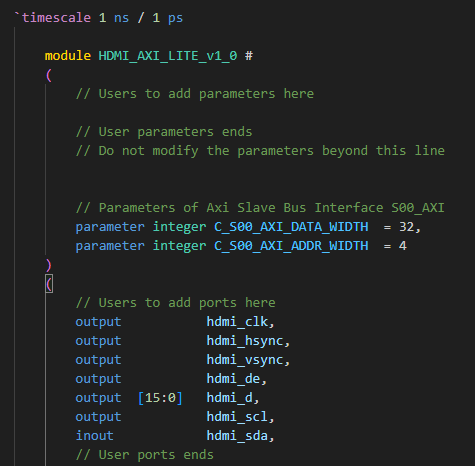 `timescale 1 ns / 1 ps
module HDMI_AXI_LITE_v1_0 #
(
// Users to add parameters here
// User parameters ends
// Do not modify the parameters beyond this line
// Parameters of Axi Slave Bus Interface S00_AXI
parameter integer C_S00_AXI_DATA_WIDTH = 32,
parameter integer C_S00_AXI_ADDR_WIDTH = 4
)
(
// Users to add ports here
output hdmi_clk,
output hdmi_hsync,
output hdmi_vsync,
output hdmi_de,
output [15:0] hdmi_d,
output hdmi_scl,
inout hdmi_sda,
// User ports ends